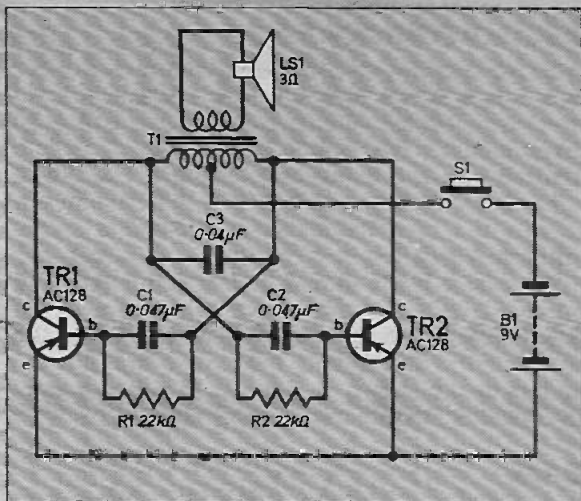 LS1
3Ω
T1
S1
C3
0·04µF
TR1
AC128
C1
0·047µF
C2
0·047µF
TR2
AC128
c
b
e
b
c
e
B1
9V
R1 22kΩ
R2 22kΩ